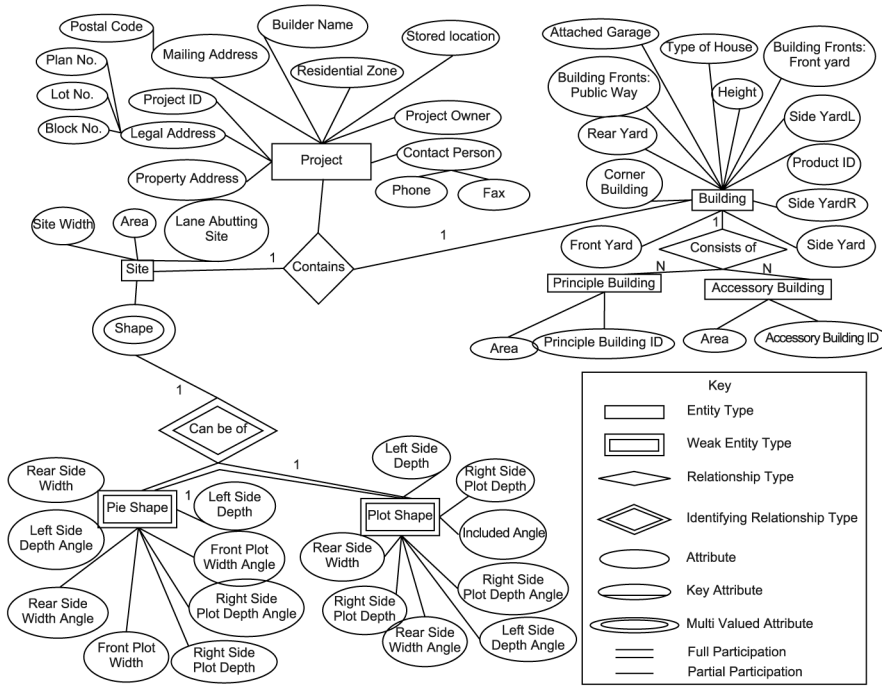 Postal Code
Builder Name
Stored location
Mailing Address
Plan No.
Residential Zone
Lot No.
Project ID
Project Owner
Block No.
Legal Address
Project
Contact Person
Property Address
Phone
Fax
Attached Garage
Type of House
Building Fronts:
Front yard
Building Fronts:
Public Way
Height
Side YardL
Rear Yard
Product ID
Corner
Building
Building
Side YardR
Site Width
Area
Lane Abutting
Site
1
1
1
Front Yard
Consists of
Side Yard
Site
Contains
N
N
Principle Building
Accessory Building
Shape
Area
Principle Building ID
Area
Accessory Building ID
1
Can be of
1
1
Rear Side
Width
Pie Shape
Left Side
Depth
Left Side
Depth Angle
Front Plot
Width Angle
Rear Side
Width Angle
Right Side
Plot Depth Angle
Front Plot
Width
Right Side
Plot Depth
Left Side
Depth
Right Side
Plot Depth
Plot Shape
Included Angle
Rear Side
Width
Right Side
Plot Depth Angle
Right Side
Plot Depth
Rear Side
Width Angle
Left Side
Depth Angle
Key
Entity Type
Weak Entity Type
Relationship Type
Identifying Relationship Type
Attribute
Key Attribute
Multi Valued Attribute
Full Participation
Partial Participation